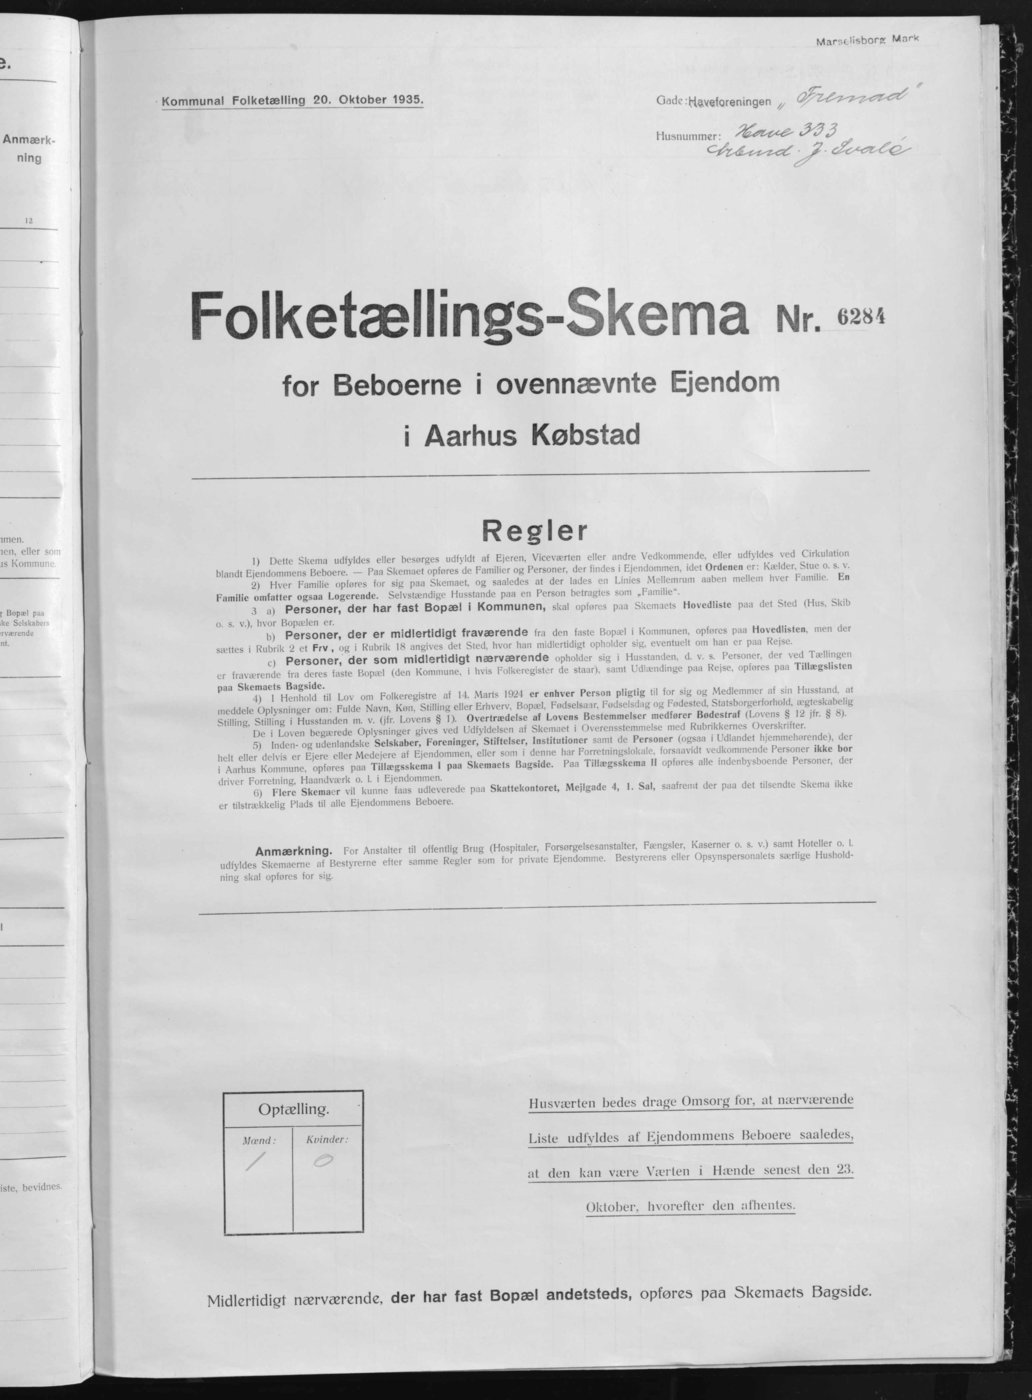 e.
Anmærk-
ning
12
mmen.
nen, eller som
us Kommune.
g Bopæl paa
ske Selskabers
erværende
nt.
l
iste, bevidnes.
Marselisborg Mark
Kommunal Folketælling 20. Oktober 1935.
Gade: Haveforeningen „Fremad"
Husnummer: Have 333
J. Svale
Folketællings-Skema Nr. 6284
for Beboerne i ovennævnte Ejendom
i Aarhus Købstad
Regler
1) Dette Skema udfyldes eller besørges udfyldt af Ejeren, Viceværten eller andre Vedkommende, eller udfyldes ved Cirkulation
blandt Ejendommens Beboere. — Paa Skemaet opføres de Familier og Personer, der findes i Ejendommen, idet Ordenen er: Kælder, Stue o. s. v.
2) Hver Familie opføres for sig paa Skemaet, og saaledes at der lades en Linies Mellemrum aaben mellem hver Familie. En
Familie omfatter ogsaa Logerende. Selvstændige Husstande paa en Person betragtes som „Familie".
3 a) Personer, der har fast Bopæl i Kommunen, skal opføres paa Skemaets Hovedliste paa det Sted (Hus, Skib
o. s. v.), hvor Bopælen er.
b) Personer, der er midlertidigt fraværende fra den faste Bopæl i Kommunen, opføres paa Hovedlisten, men der
sættes i Rubrik 2 et Frv., og i Rubrik 18 angives det Sted, hvor han midlertidigt opholder sig, eventuelt om han er paa Rejse.
c) Personer, der som midlertidigt nærværende opholder sig i Husstanden, d. v. s. Personer, der ved Tællingen
er fraværende fra deres faste Bopæl (den Kommune, i hvis Folkeregister de staar), samt Udlændinge paa Rejse, opføres paa Tillægslisten
paa Skemaets Bagside.
4) I Henhold til Lov om Folkeregistre af 14. Marts 1924 er enhver Person pligtig til for sig og Medlemmer af sin Husstand, at
meddele Oplysninger om: Fulde Navn, Køn, Stilling eller Erhverv, Bopæl, Fødselsaar, Fødselsdag og Fødested, Statsborgerforhold, ægteskabelig
Stilling, Stilling i Husstanden m. v. (jfr. Lovens § 1). Overtrædelse af Lovens Bestemmelser medfører Bødestraf (Lovens § 12 jfr. § 8).
De i Loven begærede Oplysninger gives ved Udfyldelsen af Skemaet i Overensstemmelse med Rubrikkernes Overskrifter.
5) Inden- og udenlandske Selskaber, Foreninger, Stiftelser, Institutioner samt de Personer (ogsaa i Udlandet hjemmehørende), der
helt eller delvis er Ejere eller Medejere af Ejendommen, eller som i denne har Forretningslokale, forsaavidt vedkommende Personer ikke bor
i Aarhus Kommune, opføres paa Tillægsskema I paa Skemaets Bagside. Paa Tillægsskema II opføres alle indenbysboende Personer, der
driver Forretning, Haandværk o. l. i Ejendommen.
6) Flere Skemaer vil kunne faas udleverede paa Skattekontoret, Mejlgade 4, 1. Sal, saafremt der paa det tilsendte Skema ikke
er tilstrækkelig Plads til alle Ejendommens Beboere.
Anmærkning. For Anstalter til offentlig Brug (Hospitaler, Forsørgelsesanstalter, Fængsler, Kaserner o. s. v.) samt Hoteller o. l.
udfyldes Skemaerne af Bestyrerne efter samme Regler som for private Ejendomme. Bestyrerens eller Opsynspersonalets særlige Hushold-
ning skal opføres for sig.
Optælling.
Mænd: Kvinder:
1 0
Husværten bedes drage Omsorg for, at nærværende
Liste udfyldes af Ejendommens Beboere saaledes,
at den kan være Værten i Hænde senest den 23.
Oktober, hvorefter den afhentes.
Midlertidigt nærværende, der har fast Bopæl andetsteds, opføres paa Skemaets Bagside.